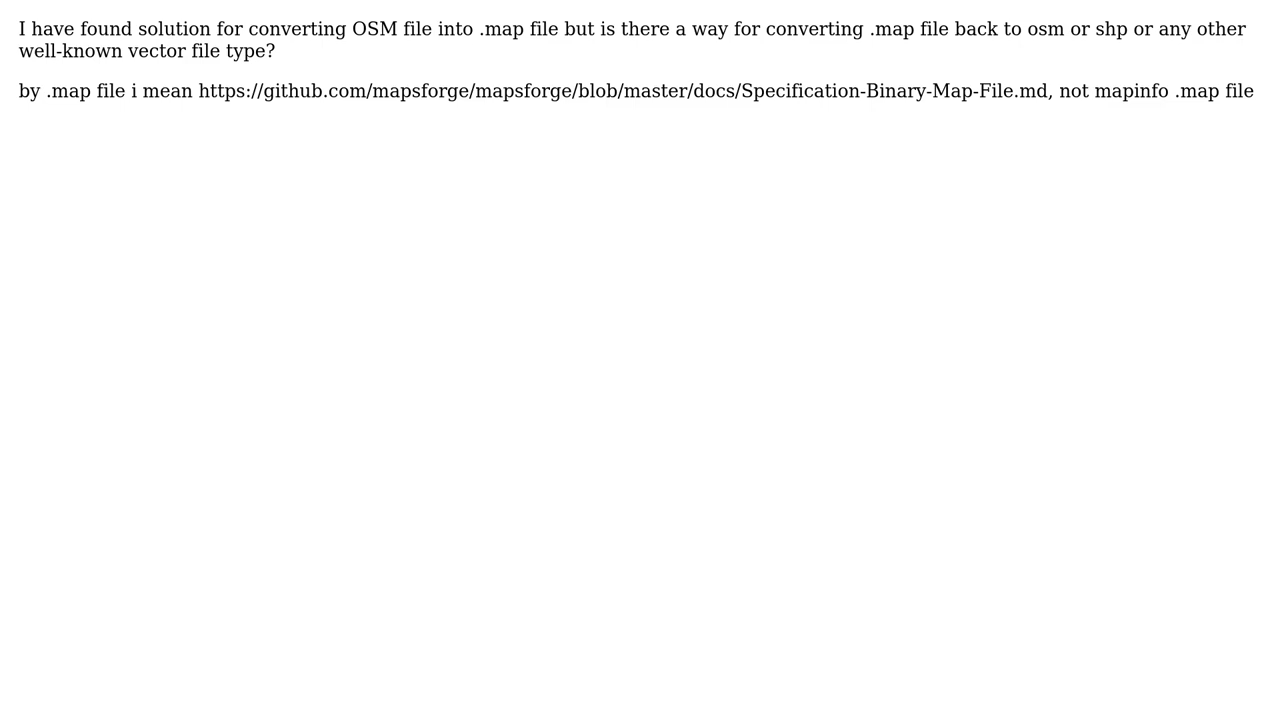 I have found solution for converting OSM file into .map file but is there a way for converting .map file back to osm or shp or any other
well-known vector file type?
by .map file i mean https://github.com/mapsforge/mapsforge/blob/master/docs/Specification-Binary-Map-File.md, not mapinfo .map file